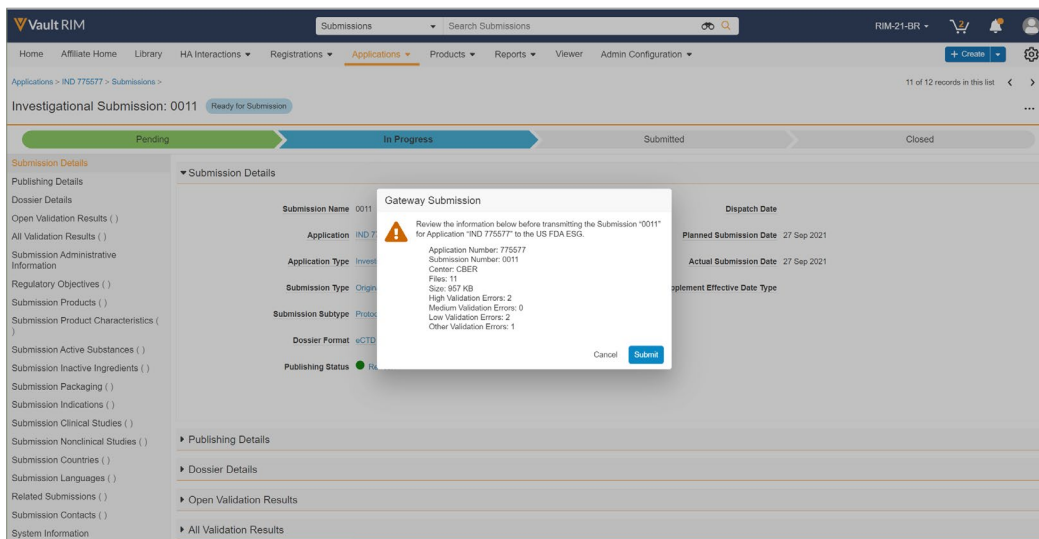 Vault RIM
Submissions
Search Submissions
RIM-21-BR
2
Home Affiliate Home Library HA Interactions Registrations Applications Products Reports Viewer Admin Configuration
+ Create
Applications > IND 775577 > Submissions >
11 of 12 records in this list
Investigational Submission: 0011 Ready for Submission
...
Pending In Progress Submitted Closed
Submission Details
Publishing Details
Dossier Details
Open Validation Results ( )
All Validation Results ( )
Submission Administrative
Information
Regulatory Objectives ( )
Submission Products ( )
Submission Product Characteristics (
)
Submission Active Substances ( )
Submission Inactive Ingredients ( )
Submission Packaging ( )
Submission Indications ( )
Submission Clinical Studies ( )
Submission Nonclinical Studies ( )
Submission Countries ( )
Submission Languages ( )
Related Submissions ( )
Submission Contacts ( )
System Information
Submission Details
Submission Name 0011
Application IND 7
Application Type Invest
Submission Type Origin
Submission Subtype Protoc
Dossier Format eCTD
Publishing Status
Dispatch Date
Planned Submission Date 27 Sep 2021
Actual Submission Date 27 Sep 2021
pplement Effective Date Type
Gateway Submission
Review the information below before transmitting the Submission "0011"
for Application "IND 775577" to the US FDA ESG.
Application Number: 775577
Submission Number: 0011
Center: CBER
Files: 11
Size: 957 KB
High Validation Errors: 2
Medium Validation Errors: 0
Low Validation Errors: 2
Other Validation Errors: 1
Cancel Submit
Publishing Details
Dossier Details
Open Validation Results
All Validation Results